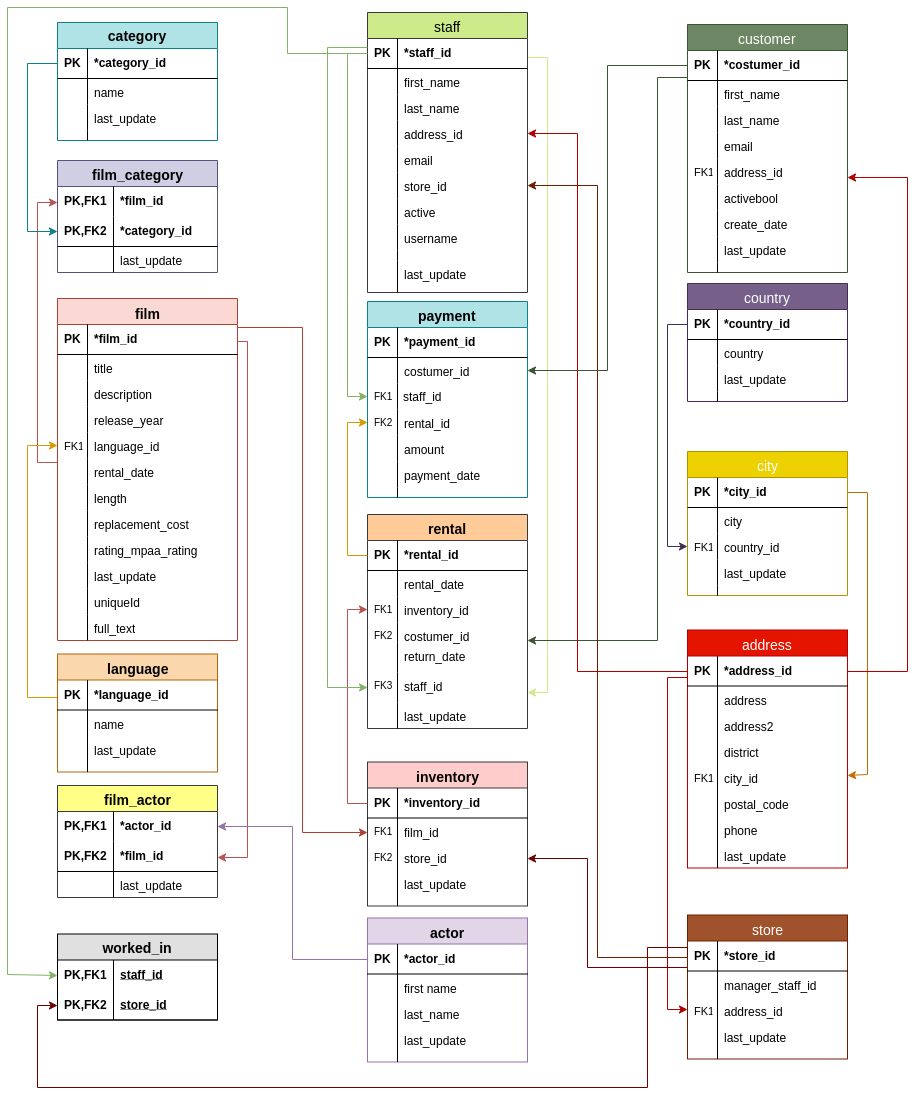 category
PK *category_id
name
last_update
film_category
PK,FK1 *film_id
PK,FK2 *category_id
last_update
film
PK *film_id
title
description
release_year
FK1 language_id
rental_date
length
replacement_cost
rating_mpaa_rating
last_update
uniqueId
full_text
language
PK *language_id
name
last_update
film_actor
PK,FK1 *actor_id
PK,FK2 *film_id
last_update
worked_in
PK,FK1 staff_id
PK,FK2 store_id
staff
PK *staff_id
first_name
last_name
address_id
email
store_id
active
username
last_update
payment
PK *payment_id
costumer_id
FK1 staff_id
FK2 rental_id
amount
payment_date
rental
PK *rental_id
rental_date
FK1 inventory_id
FK2 costumer_id
return_date
FK3 staff_id
last_update
inventory
PK *inventory_id
FK1 film_id
FK2 store_id
last_update
actor
PK *actor_id
first name
last_name
last_update
customer
PK *costumer_id
first_name
last_name
email
FK1 address_id
activebool
create_date
last_update
country
PK *country_id
country
last_update
city
PK *city_id
city
FK1 country_id
last_update
address
PK *address_id
address
address2
district
FK1 city_id
postal_code
phone
last_update
store
PK *store_id
manager_staff_id
FK1 address_id
last_update